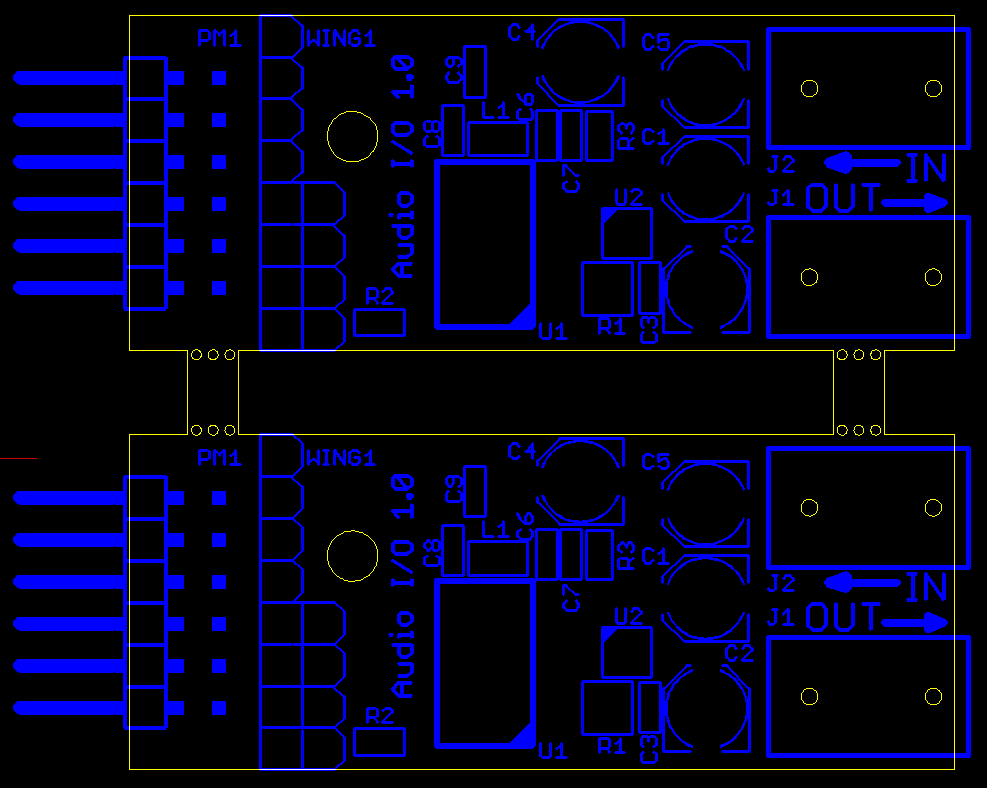 PM1
WING1
C4
C5
C9
Audio I/O 1.0
L1
C6
C8
R3
C1
C7
J2
IN
U2
J1
OUT
C2
R2
U1
R1
C3
PM1
WING1
C4
C5
C9
Audio I/O 1.0
L1
C6
C8
R3
C1
C7
J2
IN
U2
J1
OUT
C2
R2
U1
R1
C3